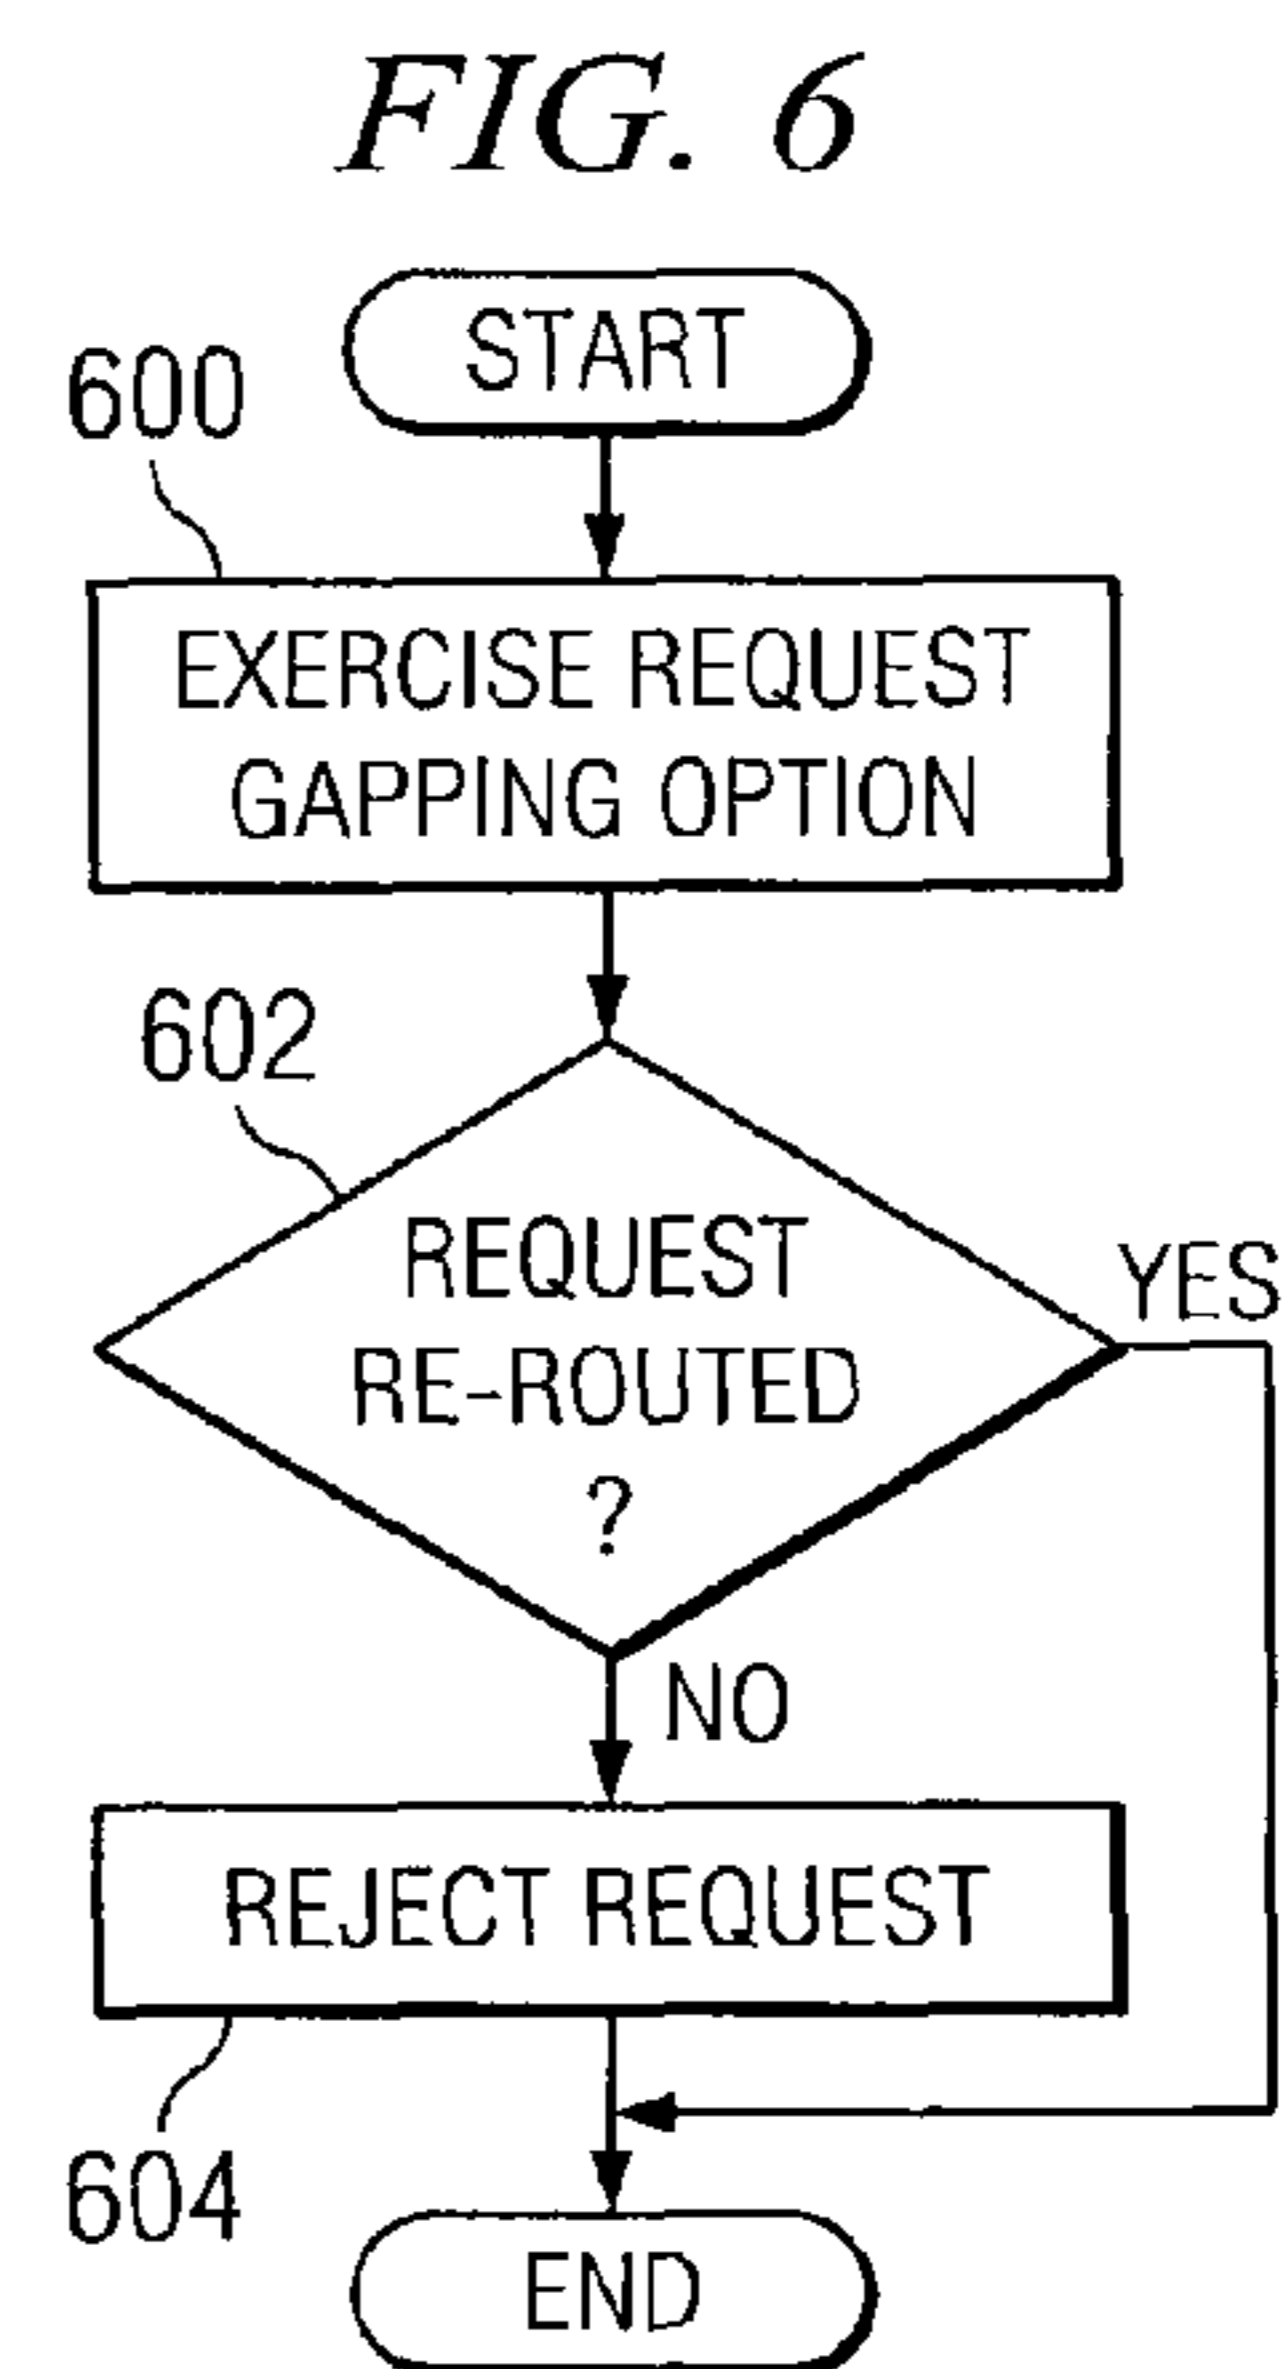 FIG. 6
START
600
EXERCISE REQUEST
GAPPING OPTION
602
REQUEST
RE-ROUTED
?
YES
NO
REJECT REQUEST
604
END